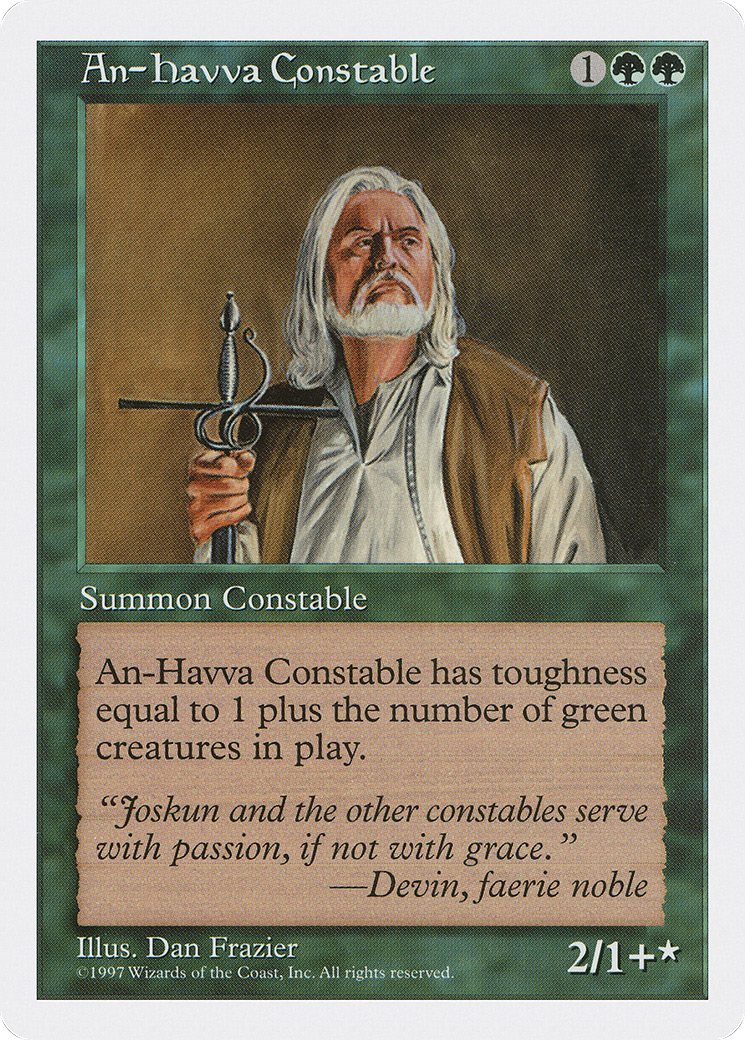 An-Havva Constable 1
Summon Constable
An-Havva Constable has toughness
equal to 1 plus the number of green
creatures in play.
“Joskun and the other constables serve
with passion, if not with grace.”
—Devin, faerie noble
Illus. Dan Frazier
©1997 Wizards of the Coast, Inc. All rights reserved.
2/1+★